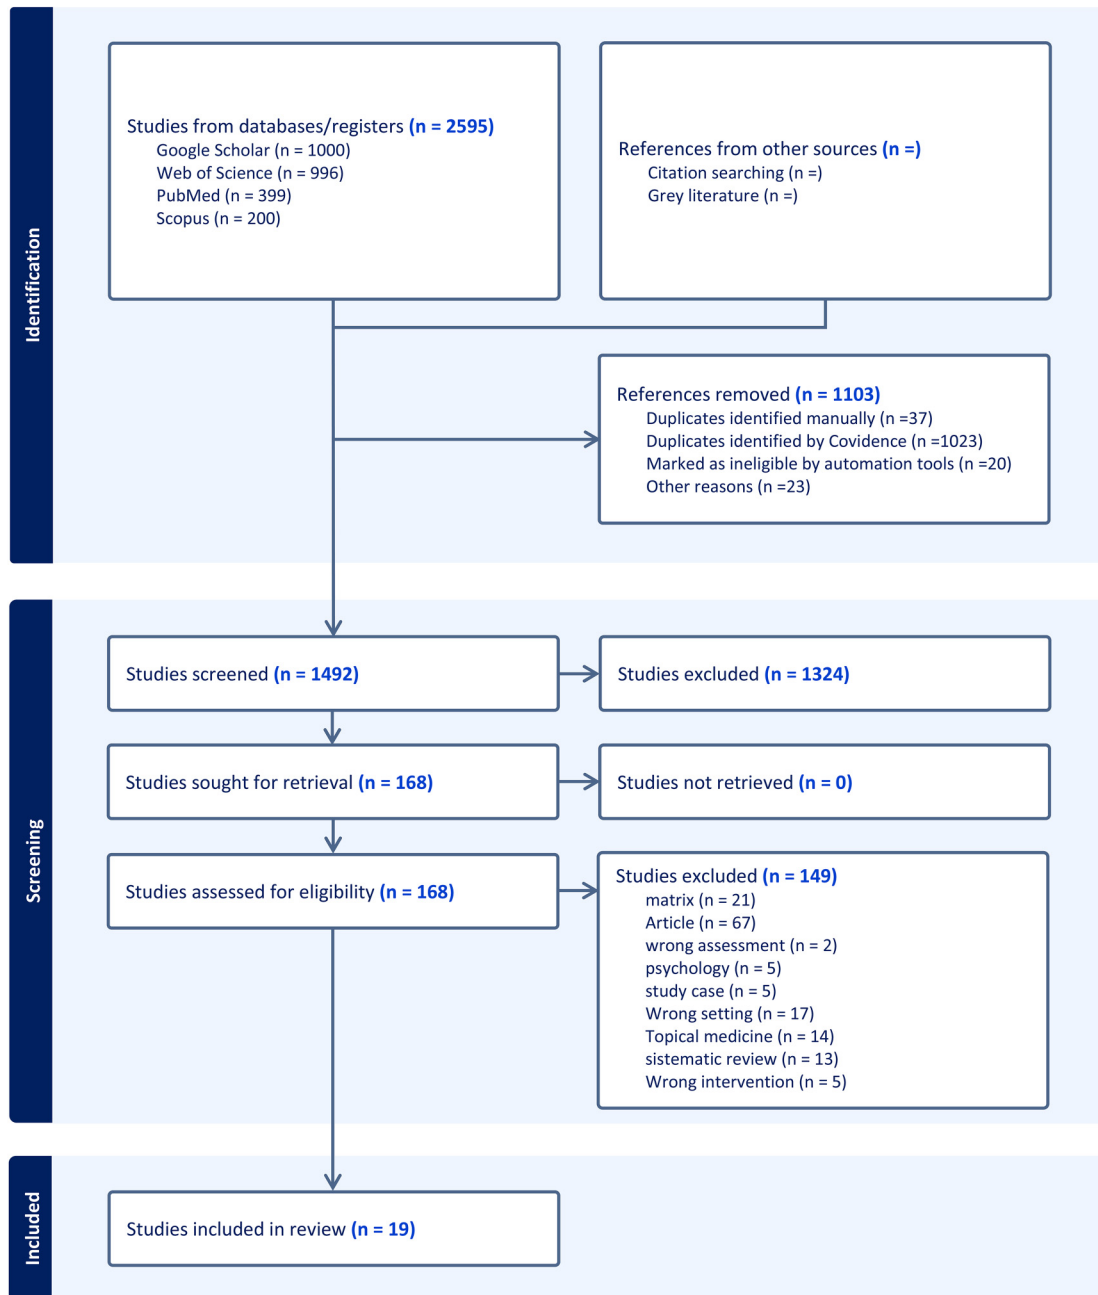 Identification
Studies from databases/registers (n = 2595)
Google Scholar (n = 1000)
Web of Science (n = 996)
PubMed (n = 399)
Scopus (n = 200)
References from other sources (n =)
Citation searching (n =)
Grey literature (n =)
References removed (n = 1103)
Duplicates identified manually (n =37)
Duplicates identified by Covidence (n =1023)
Marked as ineligible by automation tools (n =20)
Other reasons (n =23)
Screening
Studies screened (n = 1492)
Studies excluded (n = 1324)
Studies sought for retrieval (n = 168)
Studies not retrieved (n = 0)
Studies assessed for eligibility (n = 168)
Studies excluded (n = 149)
matrix (n = 21)
Article (n = 67)
wrong assessment (n = 2)
psychology (n = 5)
study case (n = 5)
Wrong setting (n = 17)
Topical medicine (n = 14)
sistematic review (n = 13)
Wrong intervention (n = 5)
Included
Studies included in review (n = 19)